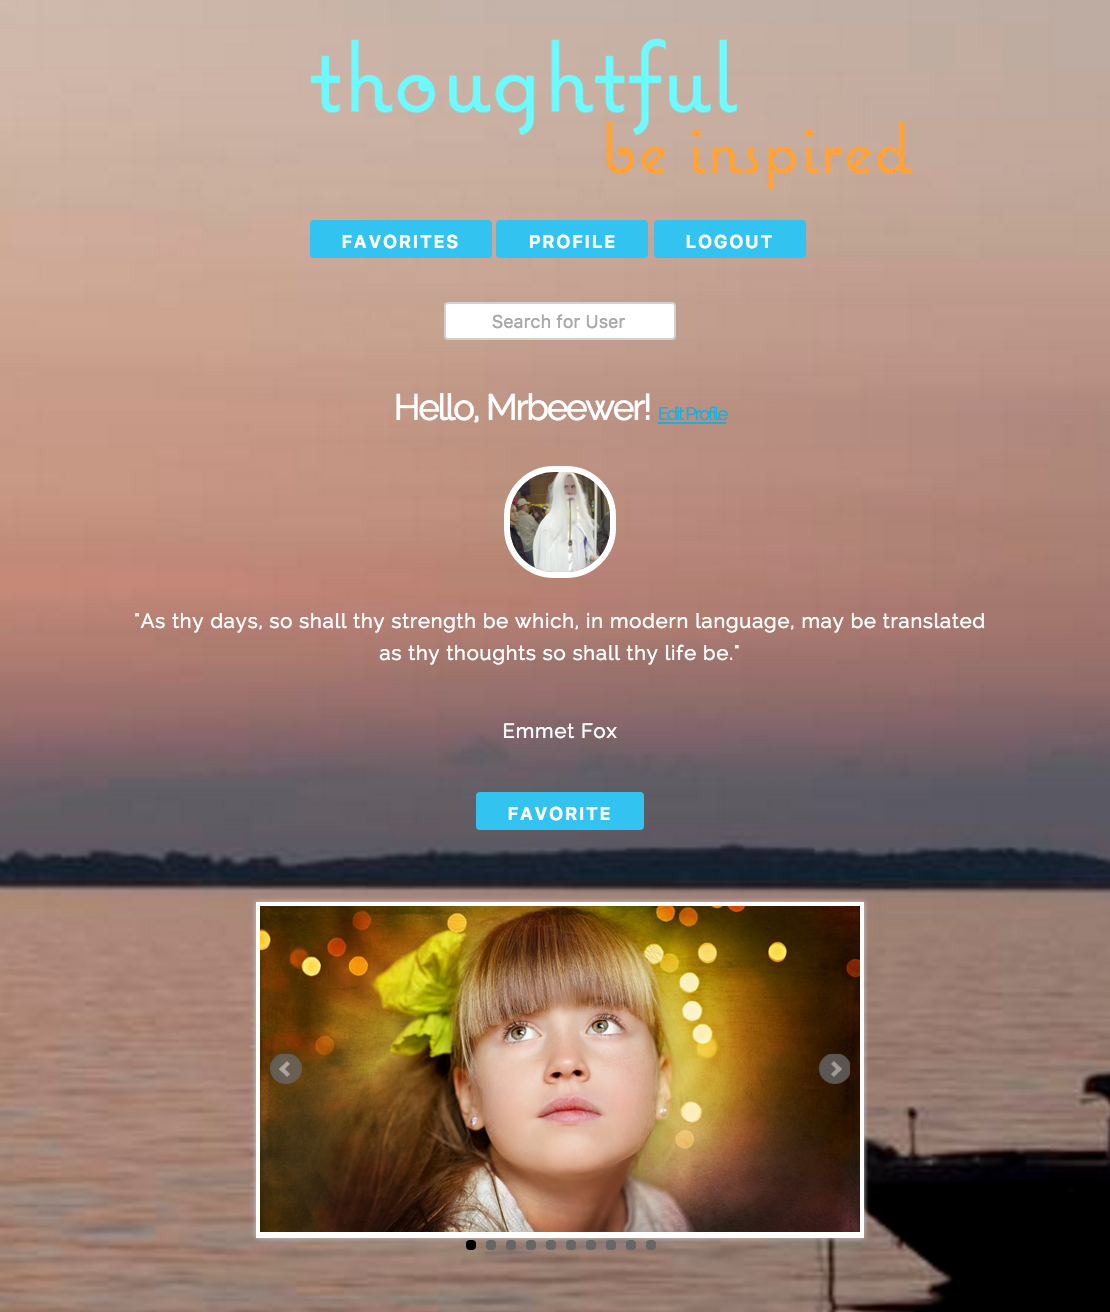 thoughtful
be inspired
FAVORITES PROFILE LOGOUT
Search for User
Hello, Mrbeewer! Edit Profile
"As thy days, so shall thy strength be which, in modern language, may be translated
as thy thoughts so shall thy life be."
Emmet Fox
FAVORITE